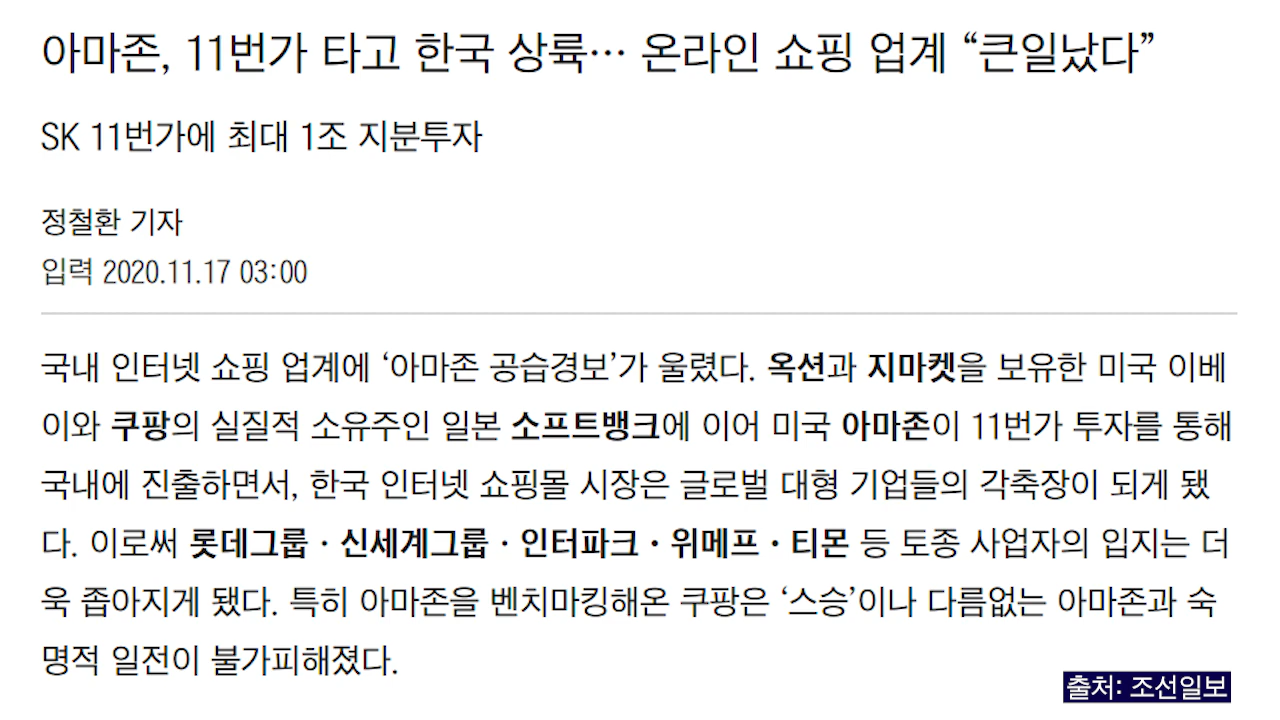 아마존, 11번가 타고 한국 상륙… 온라인 쇼핑 업계 “큰일났다”
SK 11번가에 최대 1조 지분투자
정철환 기자
입력 2020.11.17 03:00
국내 인터넷 쇼핑 업계에 ‘아마존 공습경보’가 울렸다. 옥션과 지마켓을 보유한 미국 이베
이와 쿠팡의 실질적 소유주인 일본 소프트뱅크에 이어 미국 아마존이 11번가 투자를 통해
국내에 진출하면서, 한국 인터넷 쇼핑몰 시장은 글로벌 대형 기업들의 각축장이 되게 됐
다. 이로써 롯데그룹·신세계그룹·인터파크·위메프·티몬 등 토종 사업자의 입지는 더
욱 좁아지게 됐다. 특히 아마존을 벤치마킹해온 쿠팡은 ‘스승’이나 다름없는 아마존과 숙
명적 일전이 불가피해졌다.
출처: 조선일보